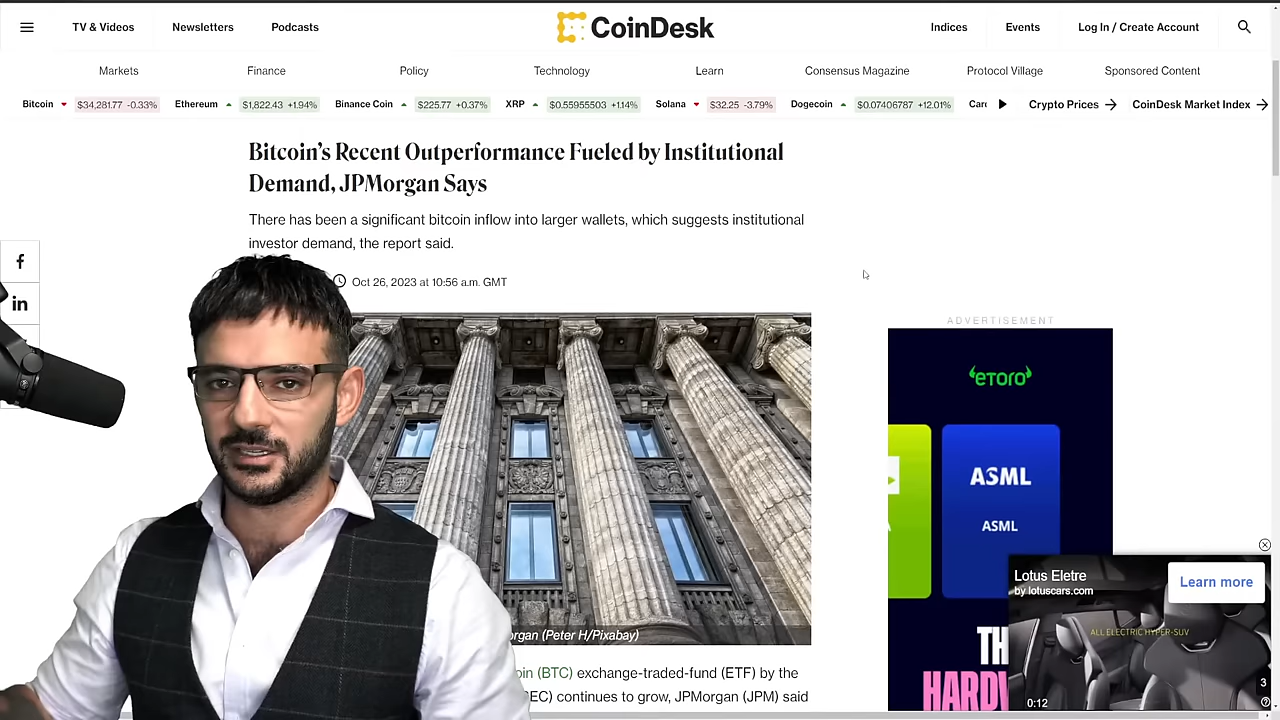 TV & Videos
Newsletters
Podcasts
CoinDesk
Indices
Events
Log In / Create Account
Markets
Finance
Policy
Technology
Learn
Consensus Magazine
Protocol Village
Sponsored Content
Bitcoin $34,281.77 -0.33% Ethereum $1,822.43 +1.94% Binance Coin $225.77 +0.37% XRP $0.55955503 +1.14% Solana $32.25 -3.79% Dogecoin $0.07406787 +12.01% Card
Crypto Prices →
CoinDesk Market Index →
Bitcoin's Recent Outperformance Fueled by Institutional
Demand, JPMorgan Says
There has been a significant bitcoin inflow into larger wallets, which suggests institutional
investor demand, the report said.
Oct 26, 2023 at 10:56 a.m. GMT
f
in
ADVERTISEMENT
etoro
ASML
ASML
TH
HARDW
Lotus Eletre
by lotuscars.com
Learn more
ALL ELECTRIC HYPER-SUV
0:12
3
organ (Peter H/Pixabay)
oin (BTC) exchange-traded-fund (ETF) by the
EC) continues to grow, JPMorgan (JPM) said